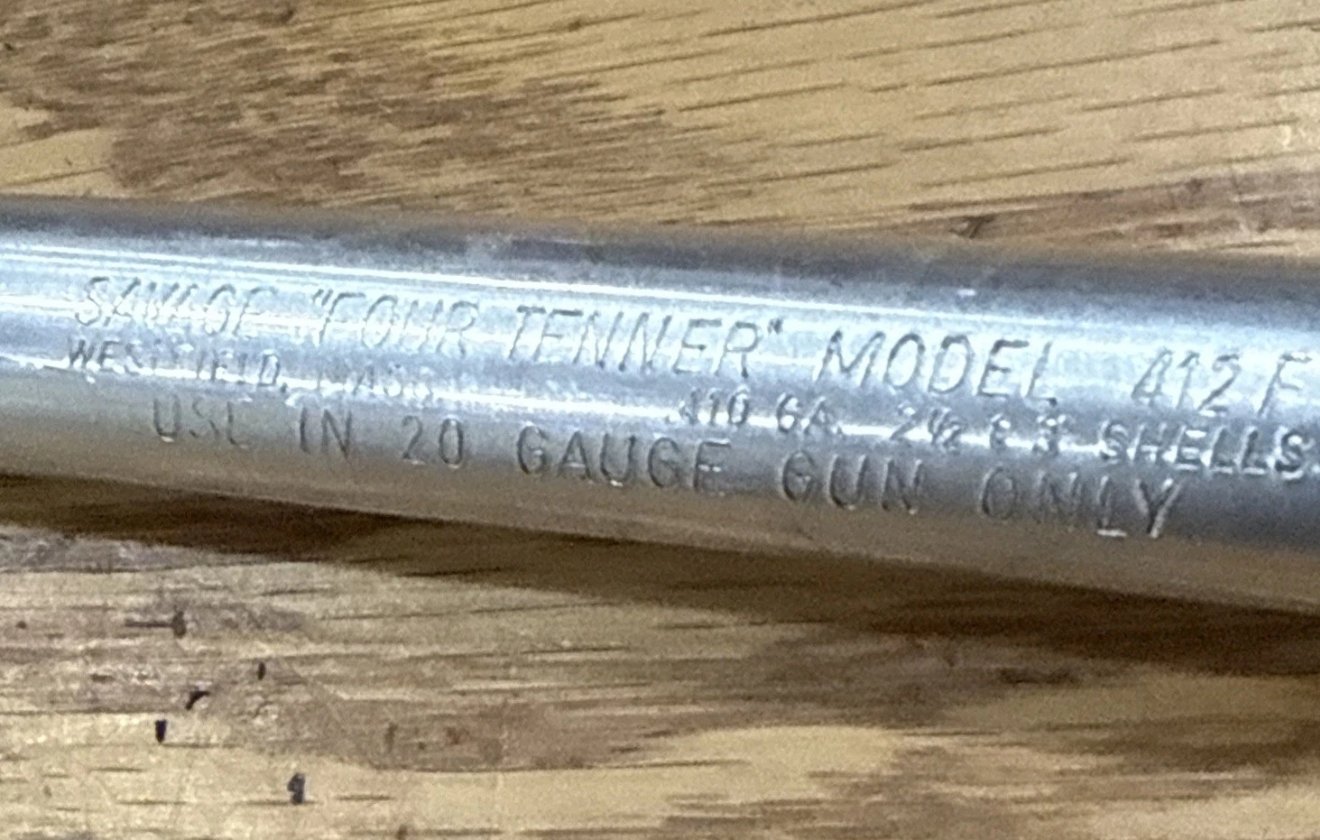 SAVAGE "FOUR TENNER" MODEL 412 F
WESTFIELD, MASS. .410 GA. 2½ & 3" SHELLS
USE IN 20 GAUGE GUN ONLY